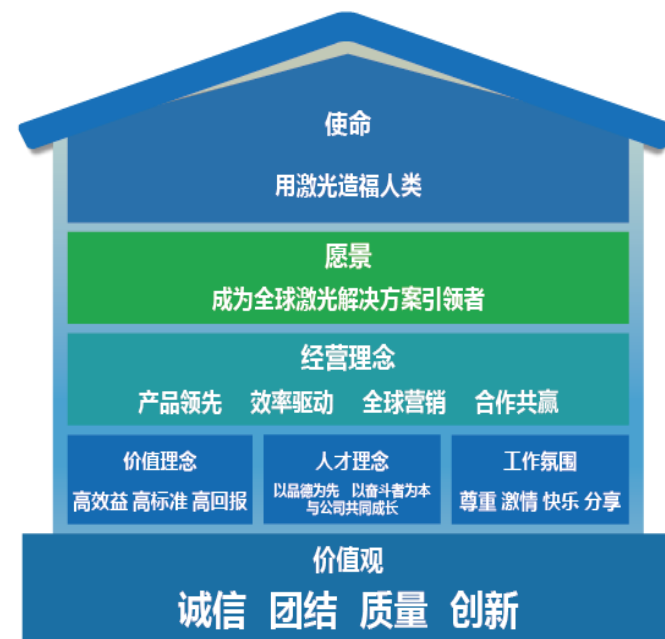 使命
用激光造福人类
愿景
成为全球激光解决方案引领者
经营理念
产品领先 效率驱动 全球营销 合作共赢
价值理念
高效益 高标准 高回报
人才理念
以品德为先 以奋斗者为本
与公司共同成长
工作氛围
尊重 激情 快乐 分享
价值观
诚信 团结 质量 创新